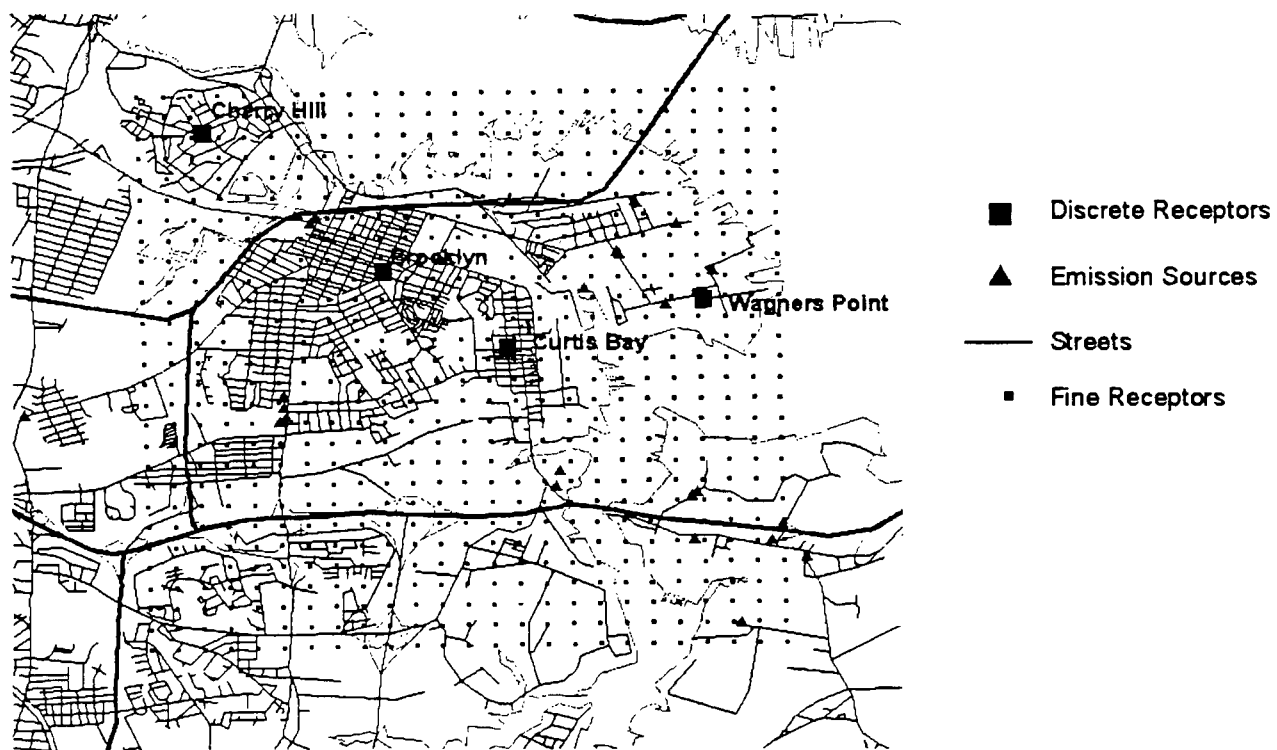 Cherry Hill
Brooklyn
Wagners Point
Curtis Bay
Discrete Receptors
Emission Sources
Streets
Fine Receptors